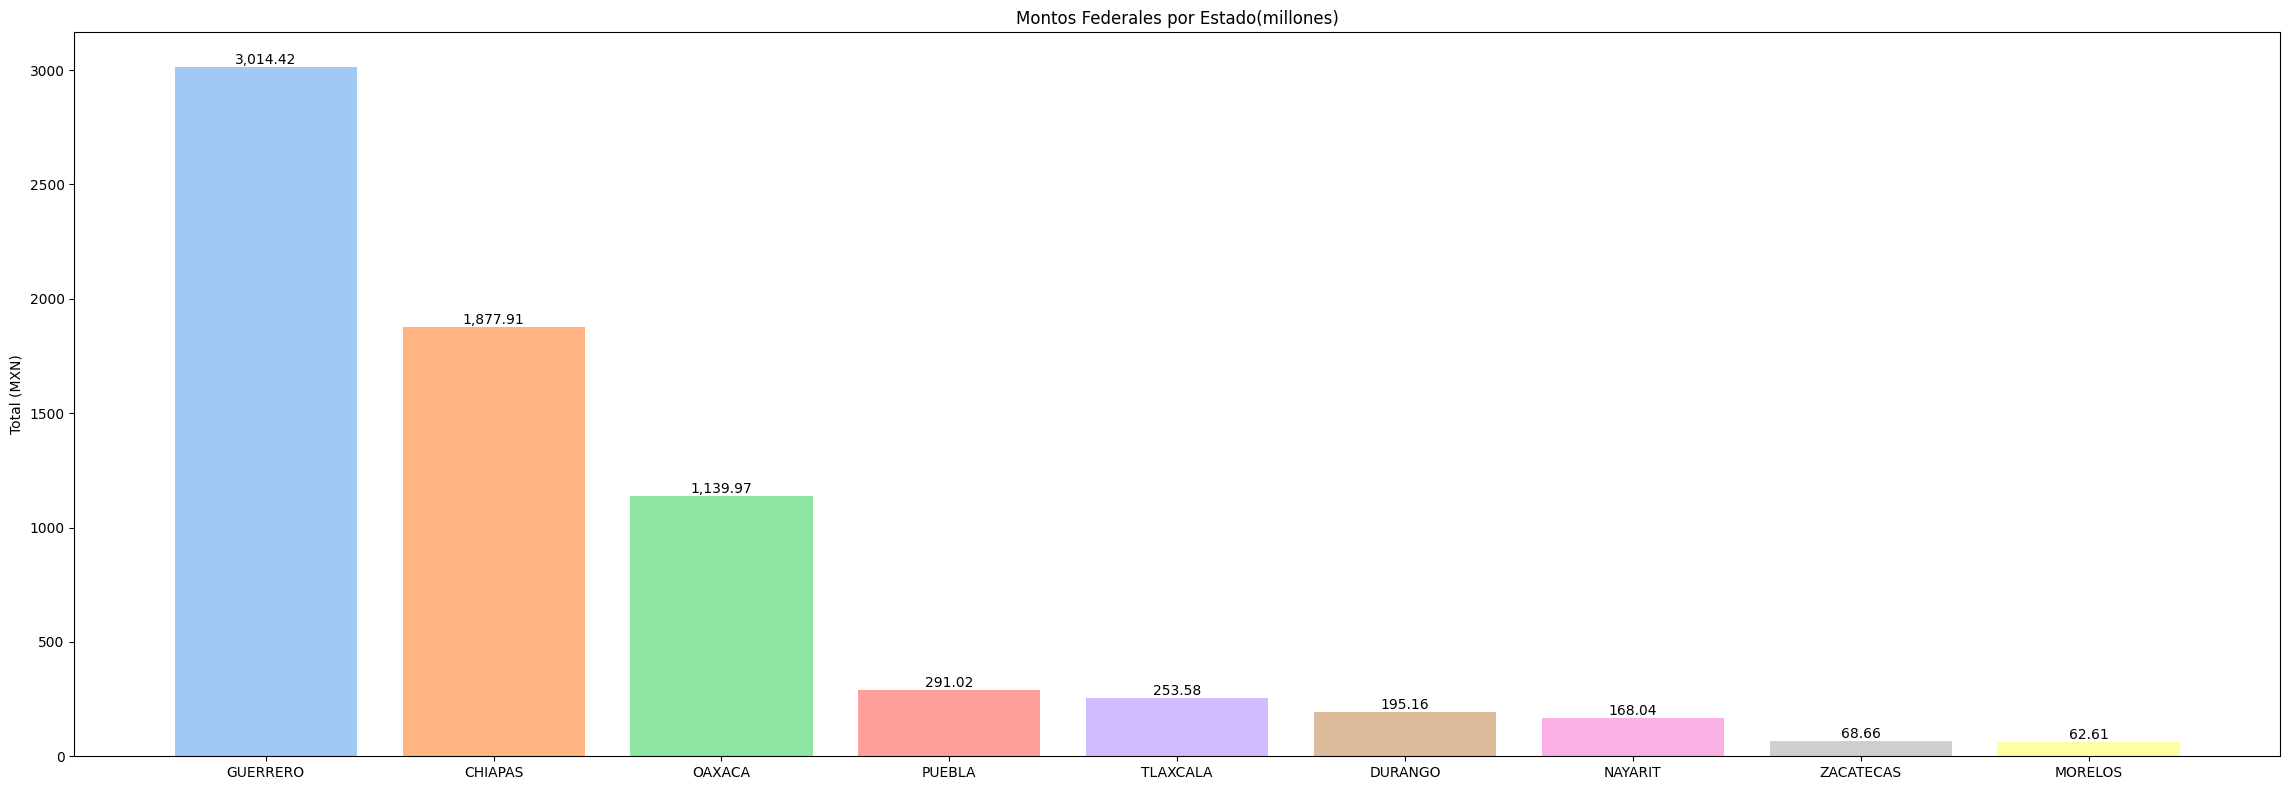 Montos Federales por Estado(millones)
Total (MXN)
3000
2500
2000
1500
1000
500
0
3,014.42
1,877.91
1,139.97
291.02
253.58
195.16
168.04
68.66
62.61
GUERRERO
CHIAPAS
OAXACA
PUEBLA
TLAXCALA
DURANGO
NAYARIT
ZACATECAS
MORELOS